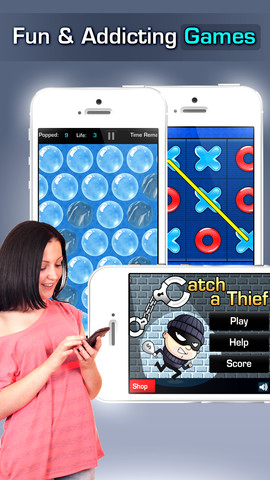 Fun & Addicting Games
Popped: 9 Life: 3 Time Rema
Catch
a Thief
Play
Help
Score
Shop